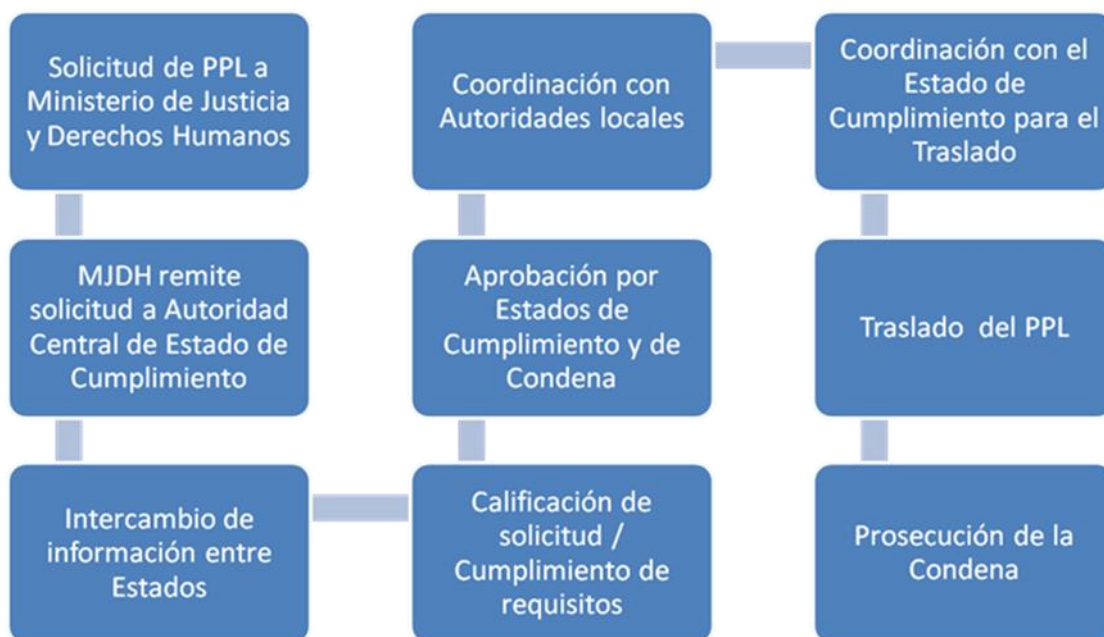 Solicitud de PPL a
Ministerio de Justicia
y Derechos Humanos
MJDH remite
solicitud a Autoridad
Central de Estado de
Cumplimiento
Intercambio de
información entre
Estados
Calificación de
solicitud /
Cumplimiento de
requisitos
Aprobación por
Estados de
Cumplimiento y de
Condena
Coordinación con
Autoridades locales
Coordinación con el
Estado de
Cumplimiento para el
Traslado
Traslado del PPL
Prosecución de la
Condena